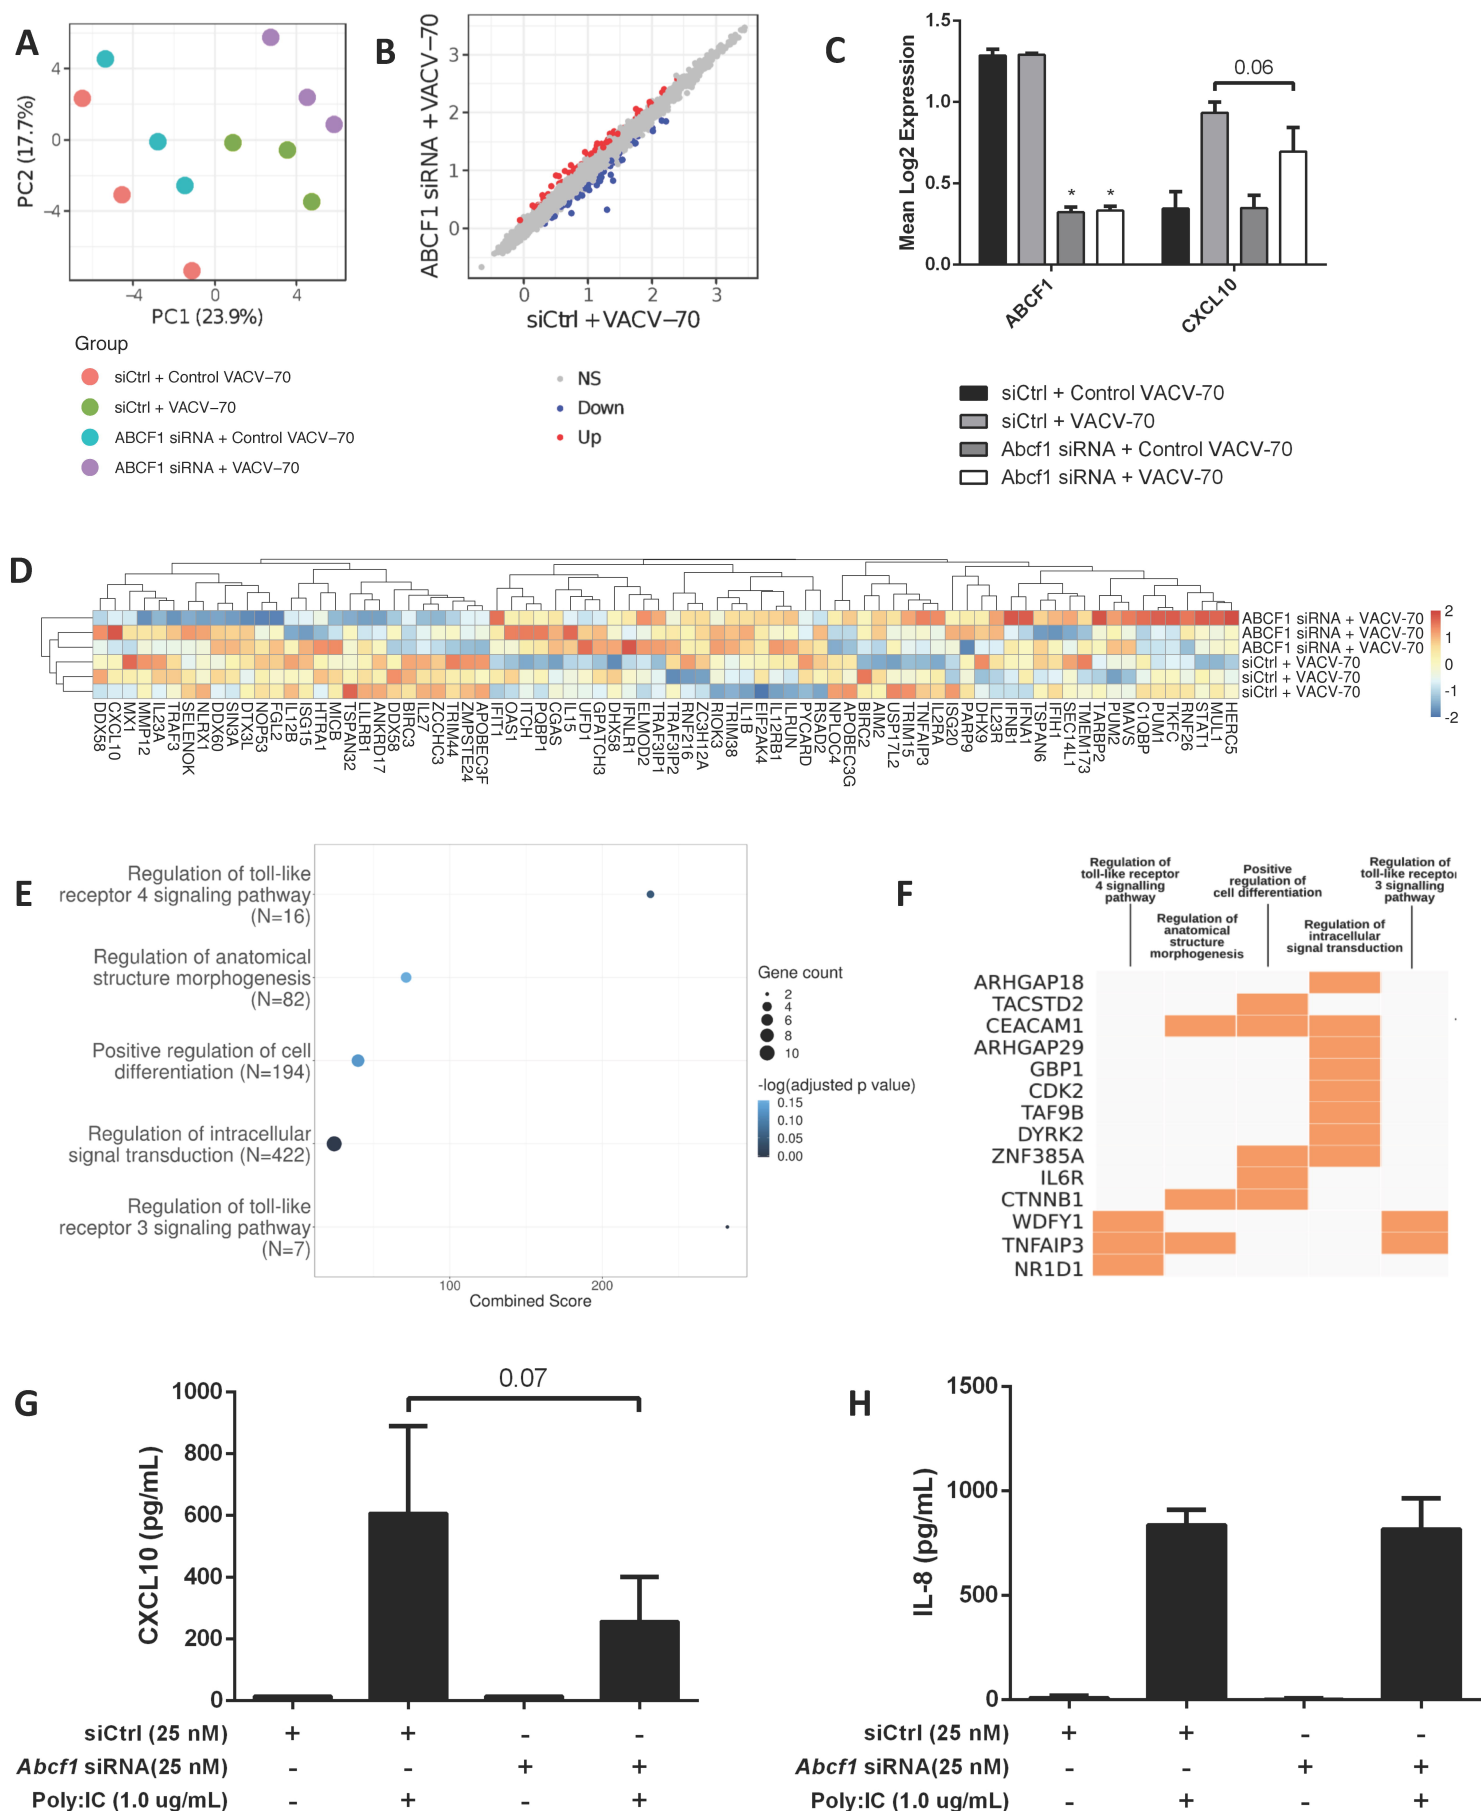 A
PC2 (17.7%)
4
0
−4
−4
0
4
PC1 (23.9%)
Group
siCtrl + Control VACV−70
siCtrl + VACV−70
ABCF1 siRNA + Control VACV−70
ABCF1 siRNA + VACV−70
B
ABCF1 siRNA + VACV−70
3
2
1
0
0
1
2
3
siCtrl + VACV−70
NS
Down
Up
C
Mean Log2 Expression
1.5
1.0
0.5
0.0
0.06
*
*
ABCF1
CXCL10
siCtrl + Control VACV-70
siCtrl + VACV-70
Abcf1 siRNA + Control VACV-70
Abcf1 siRNA + VACV-70
D
ABCF1 siRNA + VACV-70
ABCF1 siRNA + VACV-70
ABCF1 siRNA + VACV-70
siCtrl + VACV-70
siCtrl + VACV-70
siCtrl + VACV-70
2
1
0
-1
-2
DDX58
CXCL10
MX1
MMP12
IL23A
TRAF3
SELENOK
NLRX1
DDX60
SIN3A
DTX3L
NOP53
FGL2
IL12B
ISG15
HTRA1
MICB
TSPAN32
LILRB1
ANKRD17
DDX58
BIRC3
IL27
ZCCHC3
TRIM44
ZMPSTE24
APOBEC3F
IFIT1
OAS1
ITCH
PQBP1
CGAS
IL15
UFD1
GPATCH3
DHX58
IFNLR1
ELMOD2
TRAF3IP1
TRAF3IP2
RNF216
ZC3H12A
RIOK3
TRIM38
IL1B
EIF2AK4
IL12RB1
ILRUN
PYCARD
RSAD2
NPLOC4
APOBEC3G
BIRC2
AIM2
USP17L2
TRIM15
TNFAIP3
IL2RA
ISG20
PARP9
DHX9
IL23R
IFNB1
IFNA1
TSPAN6
IFIH1
SEC14L1
TMEM173
TARBP2
PUM2
MAVS
C1QBP
PUM1
TKFC
RNF26
STAT1
MUL1
HERC5
E
Regulation of toll-like
receptor 4 signaling pathway
(N=16)
Regulation of anatomical
structure morphogenesis
(N=82)
Positive regulation of cell
differentiation (N=194)
Regulation of intracellular
signal transduction (N=422)
Regulation of toll-like
receptor 3 signaling pathway
(N=7)
100
200
Combined Score
Gene count
2
4
6
8
10
-log(adjusted p value)
0.15
0.10
0.05
0.00
F
Regulation of
toll-like receptor
4 signalling
pathway
Regulation of
anatomical
structure
morphogenesis
Positive
regulation of
cell differentiation
Regulation of
intracellular
signal transduction
Regulation of
toll-like recepto
3 signalling
pathway
ARHGAP18
TACSTD2
CEACAM1
ARHGAP29
GBP1
CDK2
TAF9B
DYRK2
ZNF385A
IL6R
CTNNB1
WDFY1
TNFAIP3
NR1D1
G
CXCL10 (pg/mL)
1000
800
600
400
200
0
0.07
siCtrl (25 nM) + + - -
Abcf1 siRNA(25 nM) - - + +
Poly:IC (1.0 ug/mL) - + - +
H
IL-8 (pg/mL)
1500
1000
500
0
siCtrl (25 nM) + + - -
Abcf1 siRNA(25 nM) - - + +
Poly:IC (1.0 ug/mL) - + - +